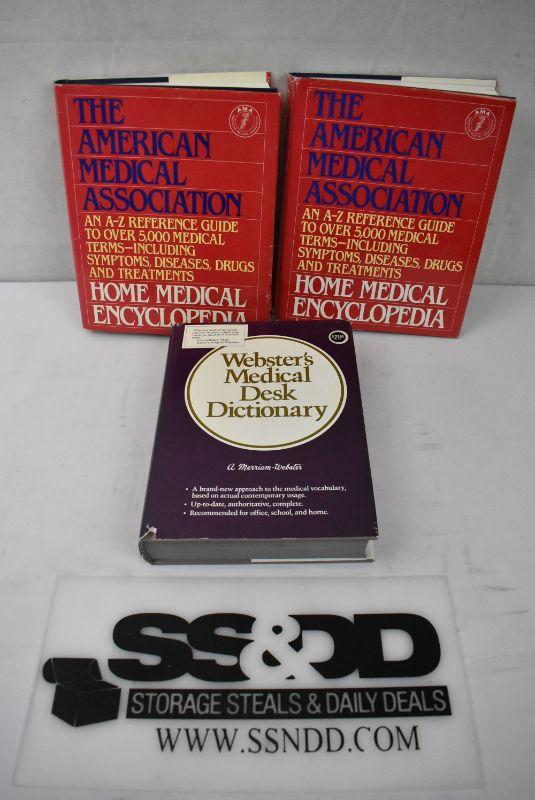 THE
AMERICAN
MEDICAL
ASSOCIATION
AN A-Z REFERENCE GUIDE
TO OVER 5,000 MEDICAL
TERMS—INCLUDING
SYMPTOMS, DISEASES, DRUGS
AND TREATMENTS
HOME MEDICAL
ENCYCLOPEDIA
AMA
THE
AMERICAN
MEDICAL
ASSOCIATION
AN A-Z REFERENCE GUIDE
TO OVER 5,000 MEDICAL
TERMS—INCLUDING
SYMPTOMS, DISEASES, DRUGS
AND TREATMENTS
HOME MEDICAL
ENCYCLOPEDIA
AMA
Webster's
Medical
Desk
Dictionary
A Merriam-Webster
• A brand-new approach to the medical vocabulary,
based on actual contemporary usage.
• Up-to-date, authoritative, complete.
• Recommended for office, school, and home.
SS&DD
STORAGE STEALS & DAILY DEALS
WWW.SSNDD.COM